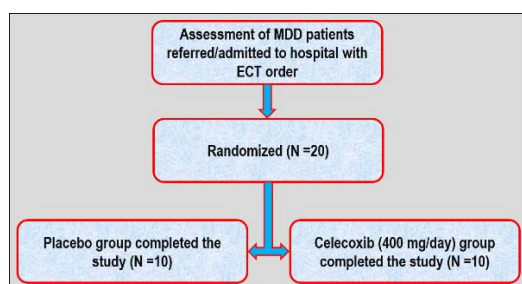 Assessment of MDD patients
referred/admitted to hospital with
ECT order
Randomized (N =20)
Placebo group completed the
study (N =10)
Celecoxib (400 mg/day) group
completed the study (N =10)